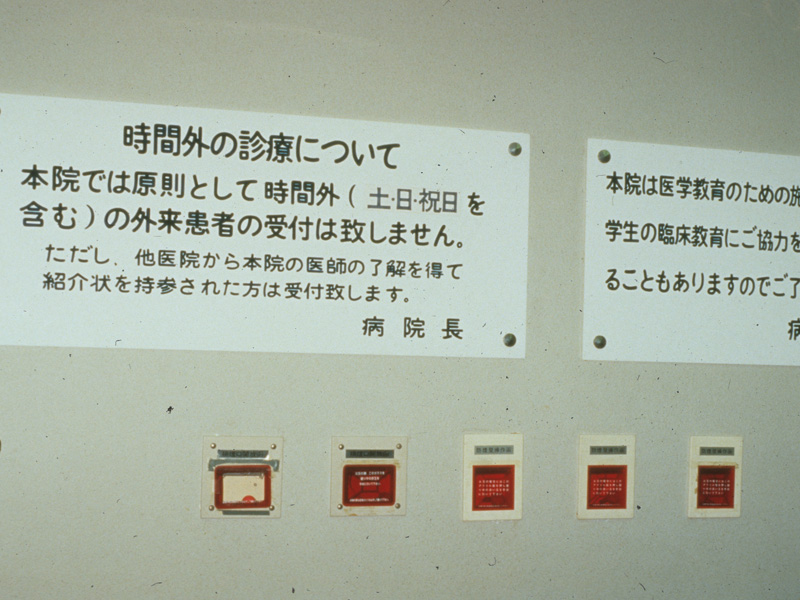 時間外の診療について
本院では原則として時間外(土・日・祝日を
含む)の外来患者の受付は致しません。
ただし、他医院から本院の医師の了解を得て
紹介状を持参された方は受付致します。
病院長
本院は医学教育のための施
学生の臨床教育にご協力を
ることもありますのでご了
病